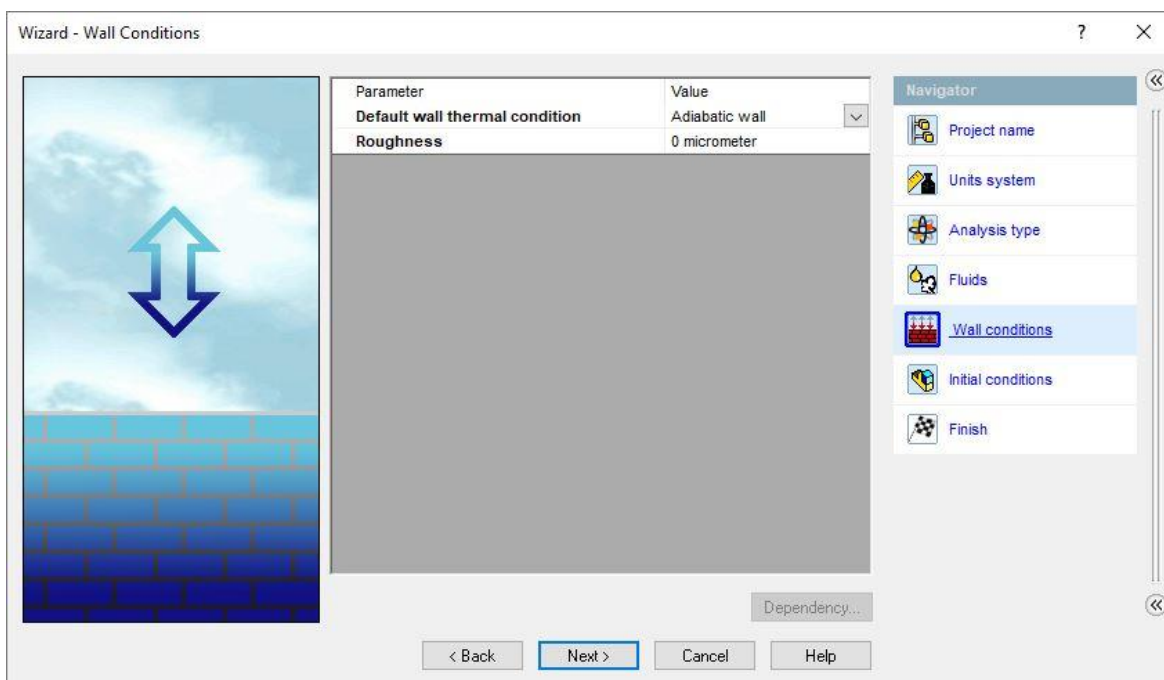 Wizard - Wall Conditions
?
Parameter Value
Default wall thermal condition Adiabatic wall
Roughness 0 micrometer
Navigator
Project name
Units system
Analysis type
Fluids
Wall conditions
Initial conditions
Finish
Dependency...
< Back Next > Cancel Help